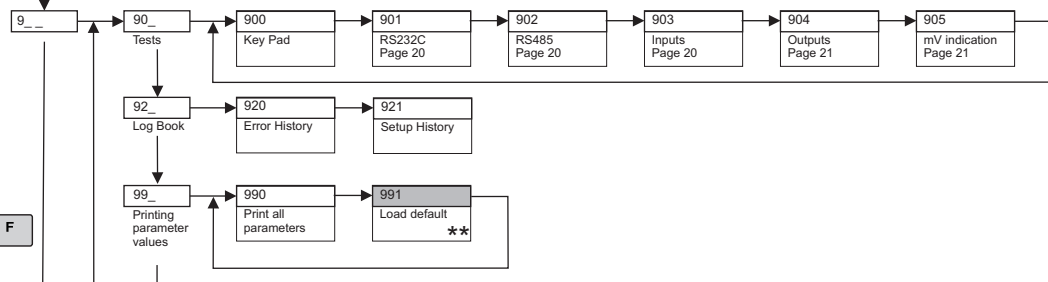 9_ _
90_
Tests
900
Key Pad
901
RS232C
Page 20
902
RS485
Page 20
903
Inputs
Page 20
904
Outputs
Page 21
905
mV indication
Page 21
92_
Log Book
920
Error History
921
Setup History
99_
Printing
parameter
values
990
Print all
parameters
991
Load default
**
F